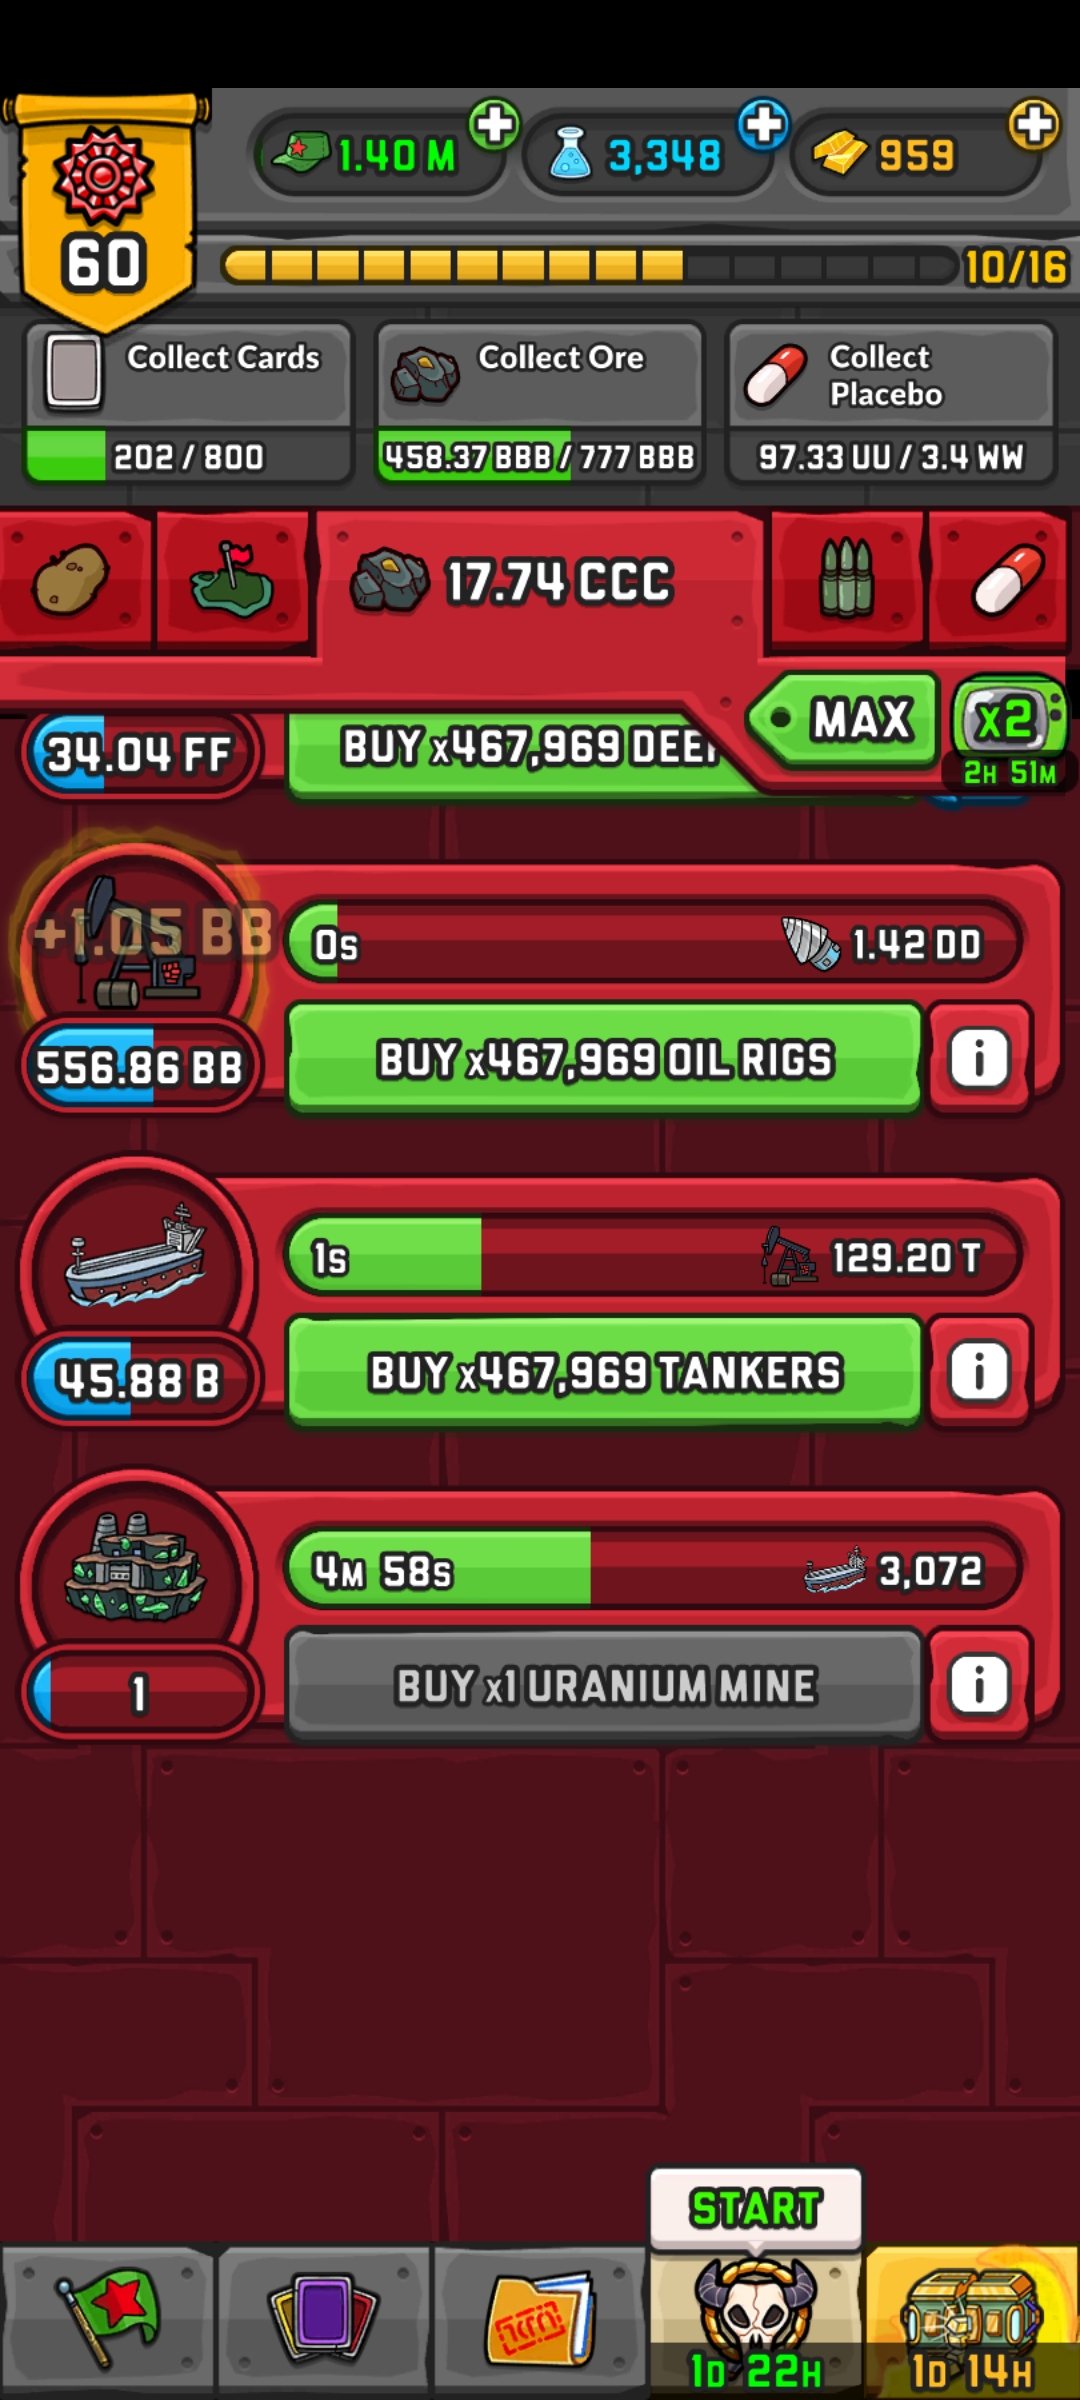 60
1.40 M
3,348
959
10/16
Collect Cards
202 / 800
Collect Ore
458.37 BBB / 777 BBB
Collect
Placebo
97.33 UU / 3.4 WW
17.74 CCC
MAX
x2
2H 51M
34.04 FF
BUY x467,969
+1.05 BB
0s
1.42 DD
556.86 BB
BUY x467,969 OIL RIGS
i
1s
129.20 T
45.88 B
BUY x467,969 TANKERS
i
4M 58s
3,072
1
BUY x1 URANIUM MINE
i
START
1D 22H
1D 14H